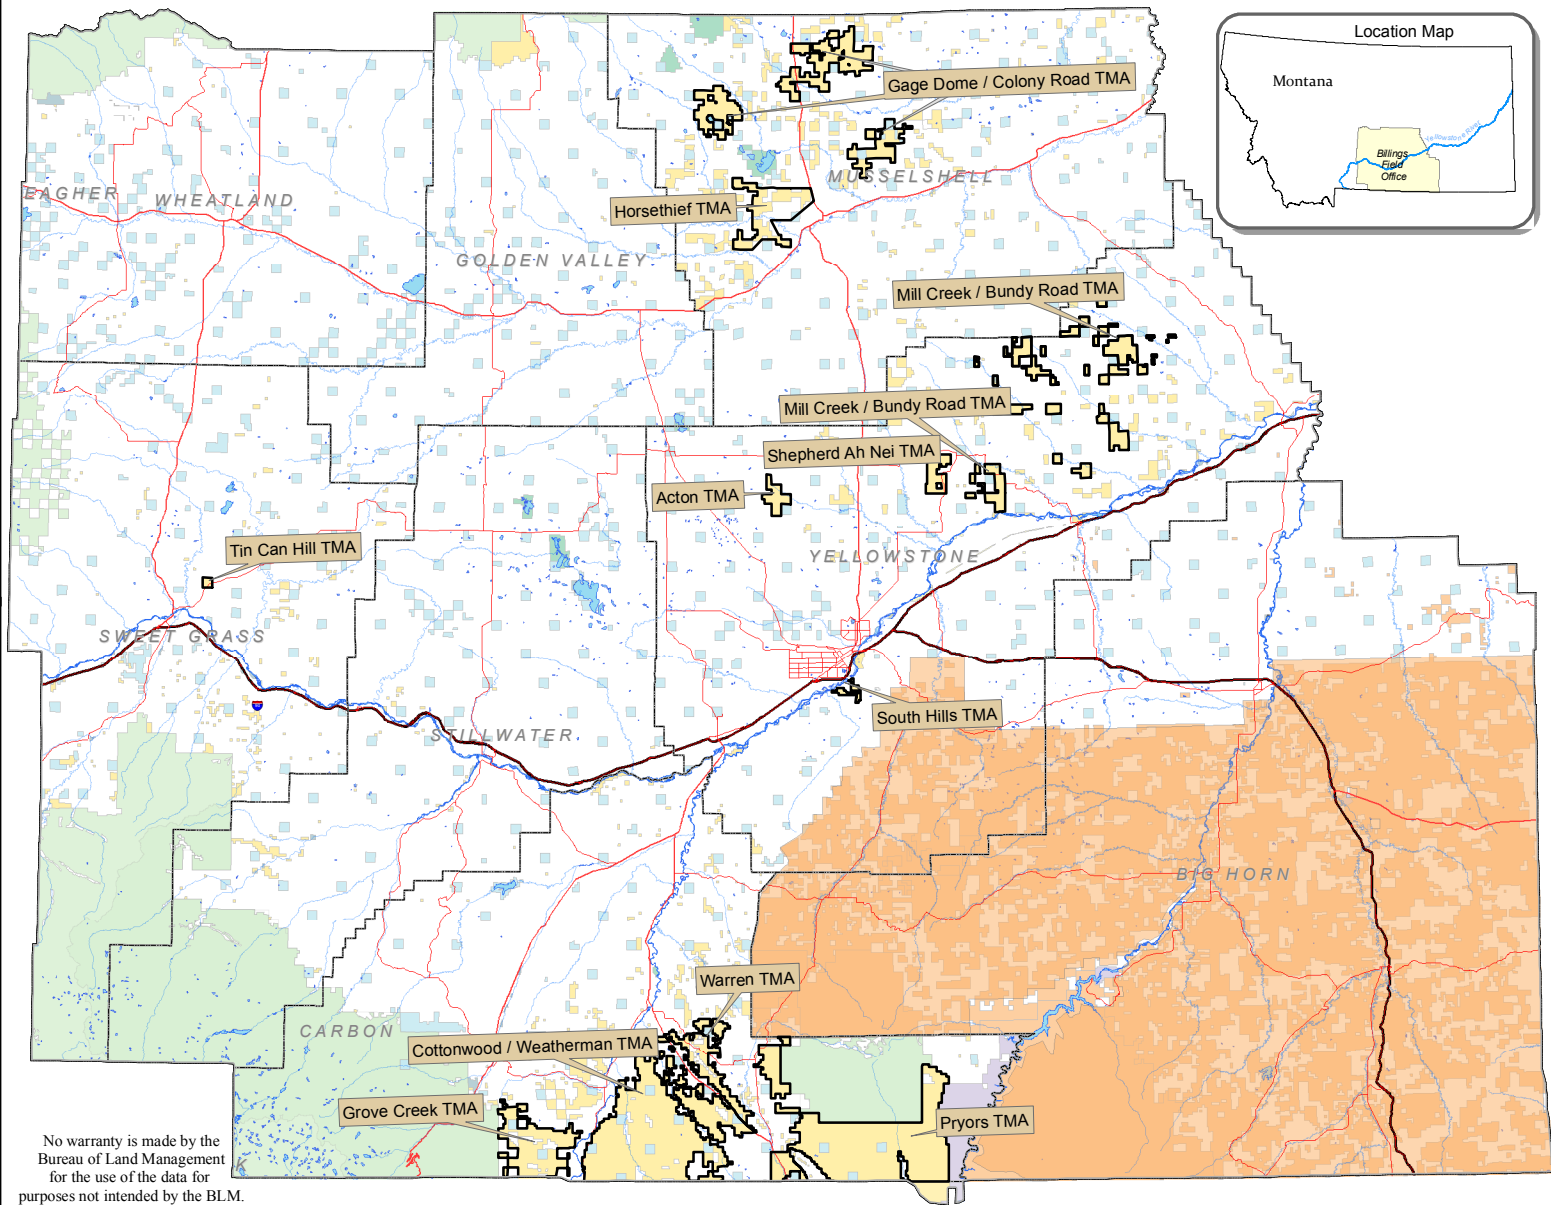 Location Map
Montana
Yellowstone River
Billings
Field
Office
Gage Dome / Colony Road TMA
MUSSELSHELL
EAGHER
WHEATLAND
Horsethief TMA
GOLDEN VALLEY
Mill Creek / Bundy Road TMA
Mill Creek / Bundy Road TMA
Shepherd Ah Nei TMA
Acton TMA
Tin Can Hill TMA
YELLOWSTONE
SWEET GRASS
South Hills TMA
STILLWATER
BIG HORN
Warren TMA
CARBON
Cottonwood / Weatherman TMA
Grove Creek TMA
Pryors TMA
No warranty is made by the
Bureau of Land Management
for the use of the data for
purposes not intended by the BLM.
K